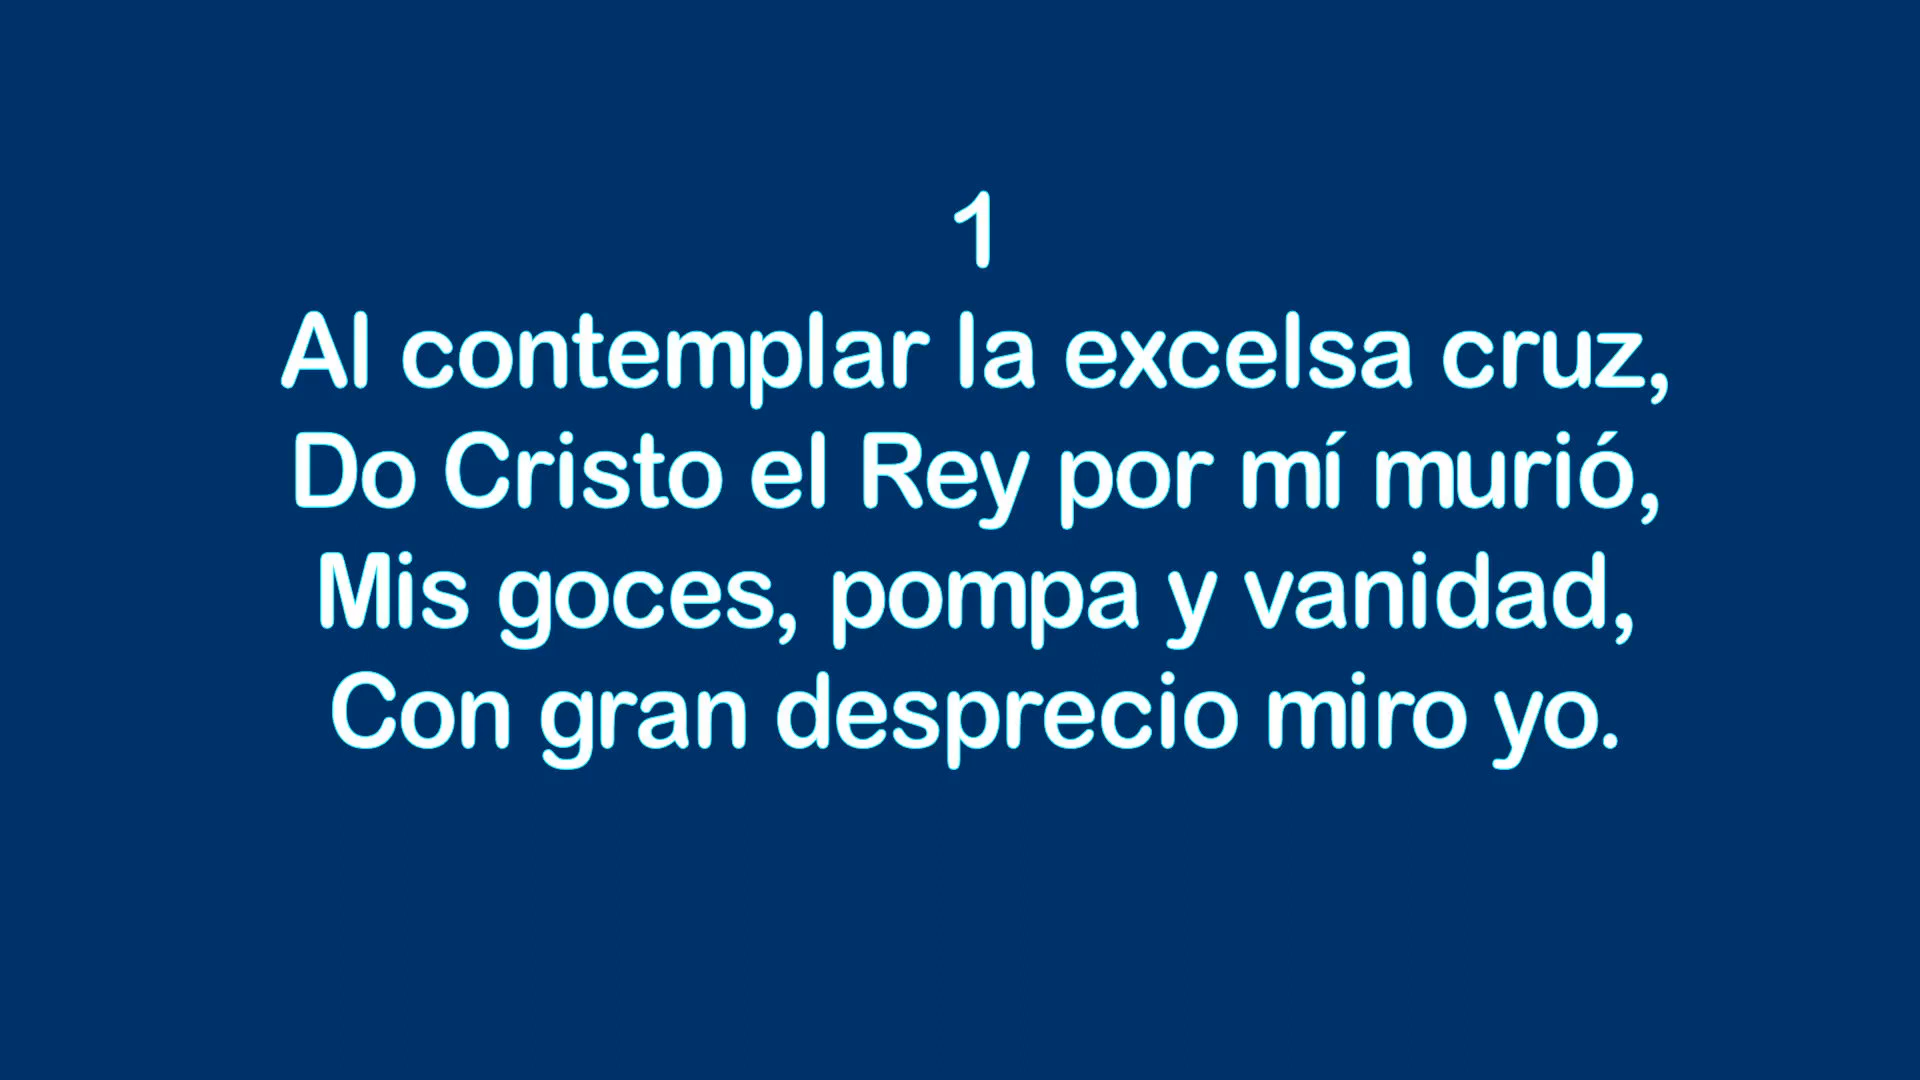 1
Al contemplar la excelsa cruz,
Do Cristo el Rey por mí murió,
Mis goces, pompa y vanidad,
Con gran desprecio miro yo.